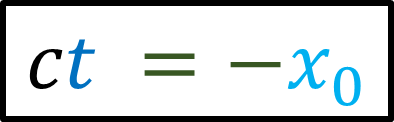 ct = −x₀